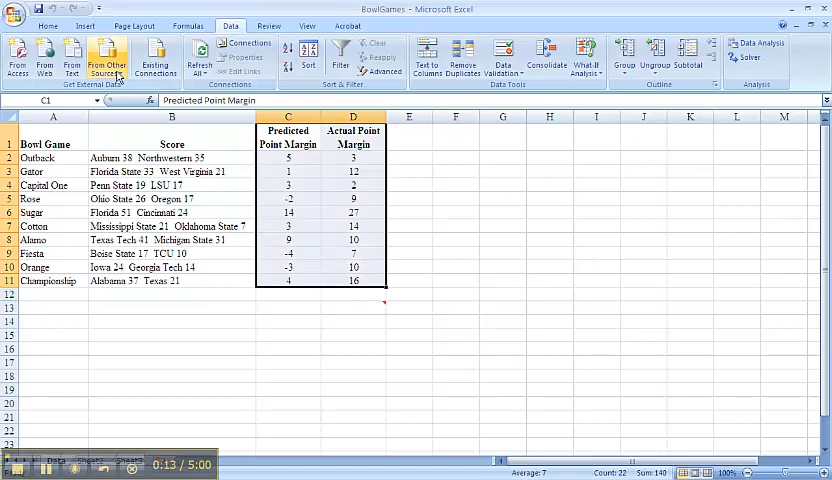 BowlGames - Microsoft Excel
Home Insert Page Layout Formulas Data Review View Acrobat
From Access
From Web
From Text
From Other Sources
Existing Connections
Get External Data
Refresh All
Connections
Properties
Edit Links
Connections
Sort
Filter
Clear
Reapply
Advanced
Sort & Filter
Text to Columns
Remove Duplicates
Data Validation
Consolidate
What-If Analysis
Data Tools
Group
Ungroup
Subtotal
Outline
Data Analysis
Solver
Analysis
C1 fx Predicted Point Margin
A B C D E F G H I J K L M
1 Bowl Game Score Predicted Point Margin Actual Point Margin
2 Outback Auburn 38 Northwestern 35 5 3
3 Gator Florida State 33 West Virginia 21 1 12
4 Capital One Penn State 19 LSU 17 3 2
5 Rose Ohio State 26 Oregon 17 -2 9
6 Sugar Florida 51 Cincinnati 24 14 27
7 Cotton Mississippi State 21 Oklahoma State 7 3 14
8 Alamo Texas Tech 41 Michigan State 31 9 10
9 Fiesta Boise State 17 TCU 10 -4 7
10 Orange Iowa 24 Georgia Tech 14 -3 10
11 Championship Alabama 37 Texas 21 4 16
12
13
14
15
16
17
18
19
20
21
22
23
Data Sheet2 Sheet3
0:13 / 5:00
Average: 7 Count: 22 Sum: 140 100%